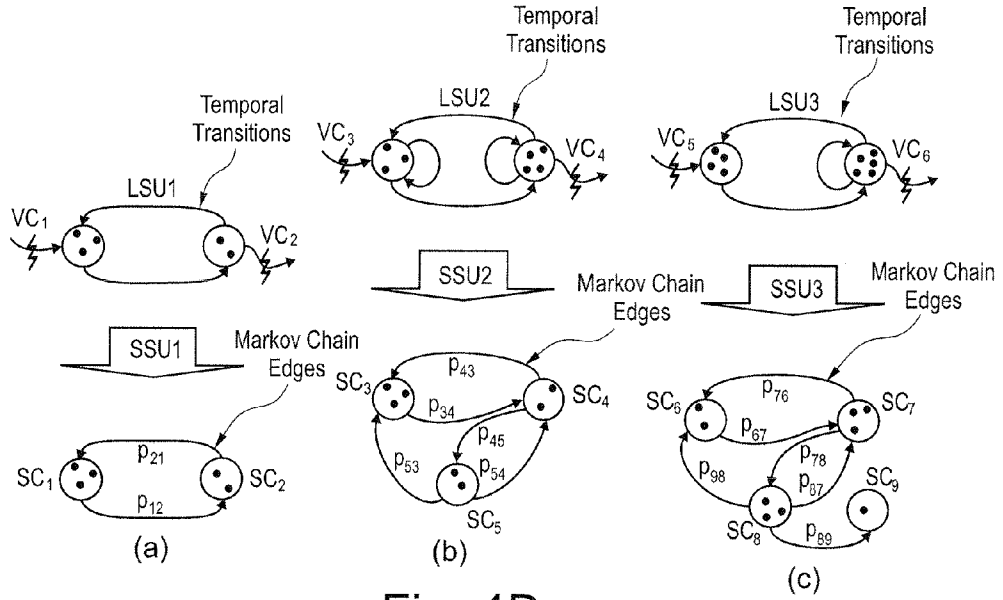 Temporal
Transitions
LSU1
VC1
VC2
SSU1
Markov Chain
Edges
SC1
p21
p12
SC2
(a)
Temporal
Transitions
LSU2
VC3
VC4
SSU2
Markov Chain
Edges
SC3
p43
SC4
p34
p45
p53
p54
SC5
(b)
Temporal
Transitions
LSU3
VC5
VC6
SSU3
Markov Chain
Edges
SC6
p76
SC7
p67
p78
p98
p87
SC9
SC8
p89
(c)